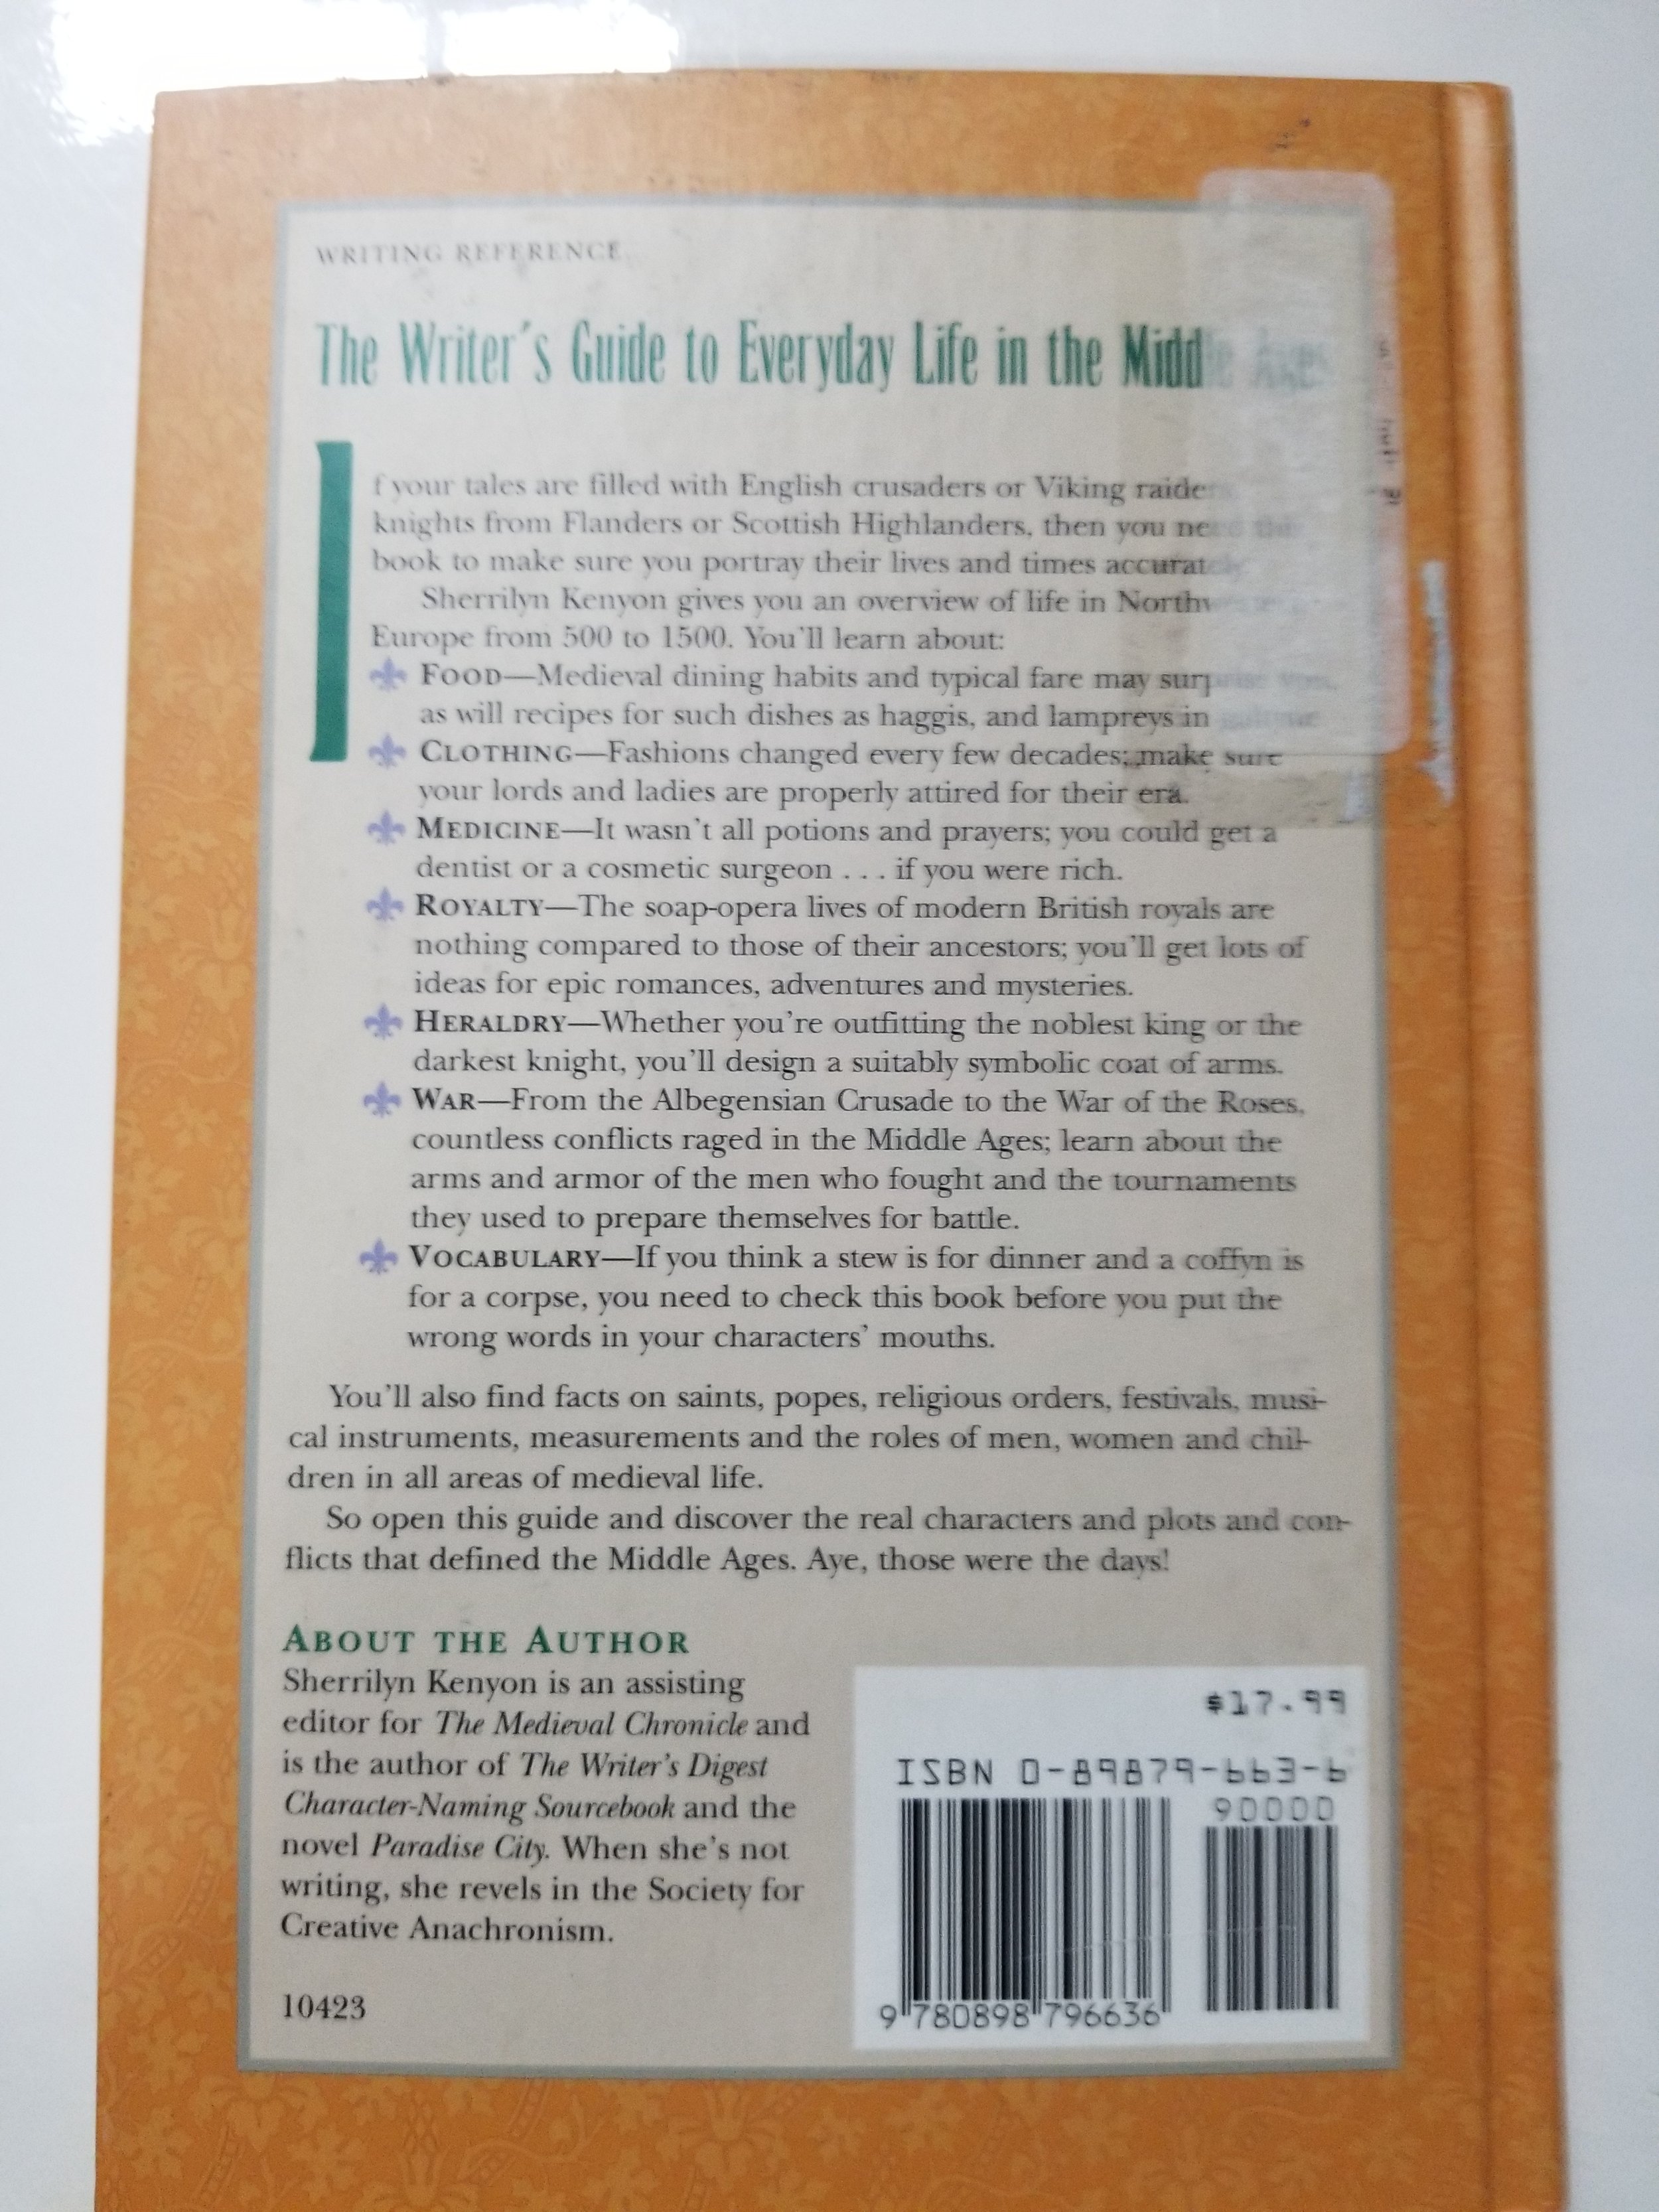 WRITING REFERENCE
The Writer's Guide to Everyday Life in the Middle Ages
If your tales are filled with English crusaders or Viking raide
knights from Flanders or Scottish Highlanders, then you need this
book to make sure you portray their lives and times accurat
Sherrilyn Kenyon gives you an overview of life in Northw
Europe from 500 to 1500. You'll learn about:
FOOD—Medieval dining habits and typical fare may surprise you,
as will recipes for such dishes as haggis, and lampreys in
CLOTHING—Fashions changed every few decades; make sure
your lords and ladies are properly attired for their era.
MEDICINE—It wasn't all potions and prayers; you could get a
dentist or a cosmetic surgeon . . . if you were rich.
ROYALTY—The soap-opera lives of modern British royals are
nothing compared to those of their ancestors; you'll get lots of
ideas for epic romances, adventures and mysteries.
HERALDRY—Whether you're outfitting the noblest king or the
darkest knight, you'll design a suitably symbolic coat of arms.
WAR—From the Albegensian Crusade to the War of the Roses,
countless conflicts raged in the Middle Ages; learn about the
arms and armor of the men who fought and the tournaments
they used to prepare themselves for battle.
VOCABULARY—If you think a stew is for dinner and a coffyn is
for a corpse, you need to check this book before you put the
wrong words in your characters' mouths.
You'll also find facts on saints, popes, religious orders, festivals, musi-
cal instruments, measurements and the roles of men, women and chil-
dren in all areas of medieval life.
So open this guide and discover the real characters and plots and con-
flicts that defined the Middle Ages. Aye, those were the days!
ABOUT THE AUTHOR
Sherrilyn Kenyon is an assisting
editor for The Medieval Chronicle and
is the author of The Writer's Digest
Character-Naming Sourcebook and the
novel Paradise City. When she's not
writing, she revels in the Society for
Creative Anachronism.
10423
$17.99
ISBN 0-89879-663-6
90000
9 780898 796636